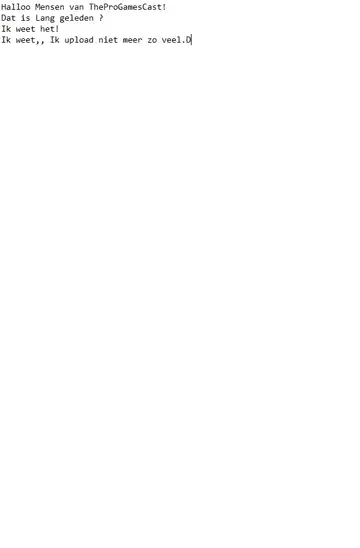 Halloo Mensen van TheProGamesCast!
Dat is Lang geleden ?
Ik weet het!
Ik weet,, Ik upload niet meer zo veel.D